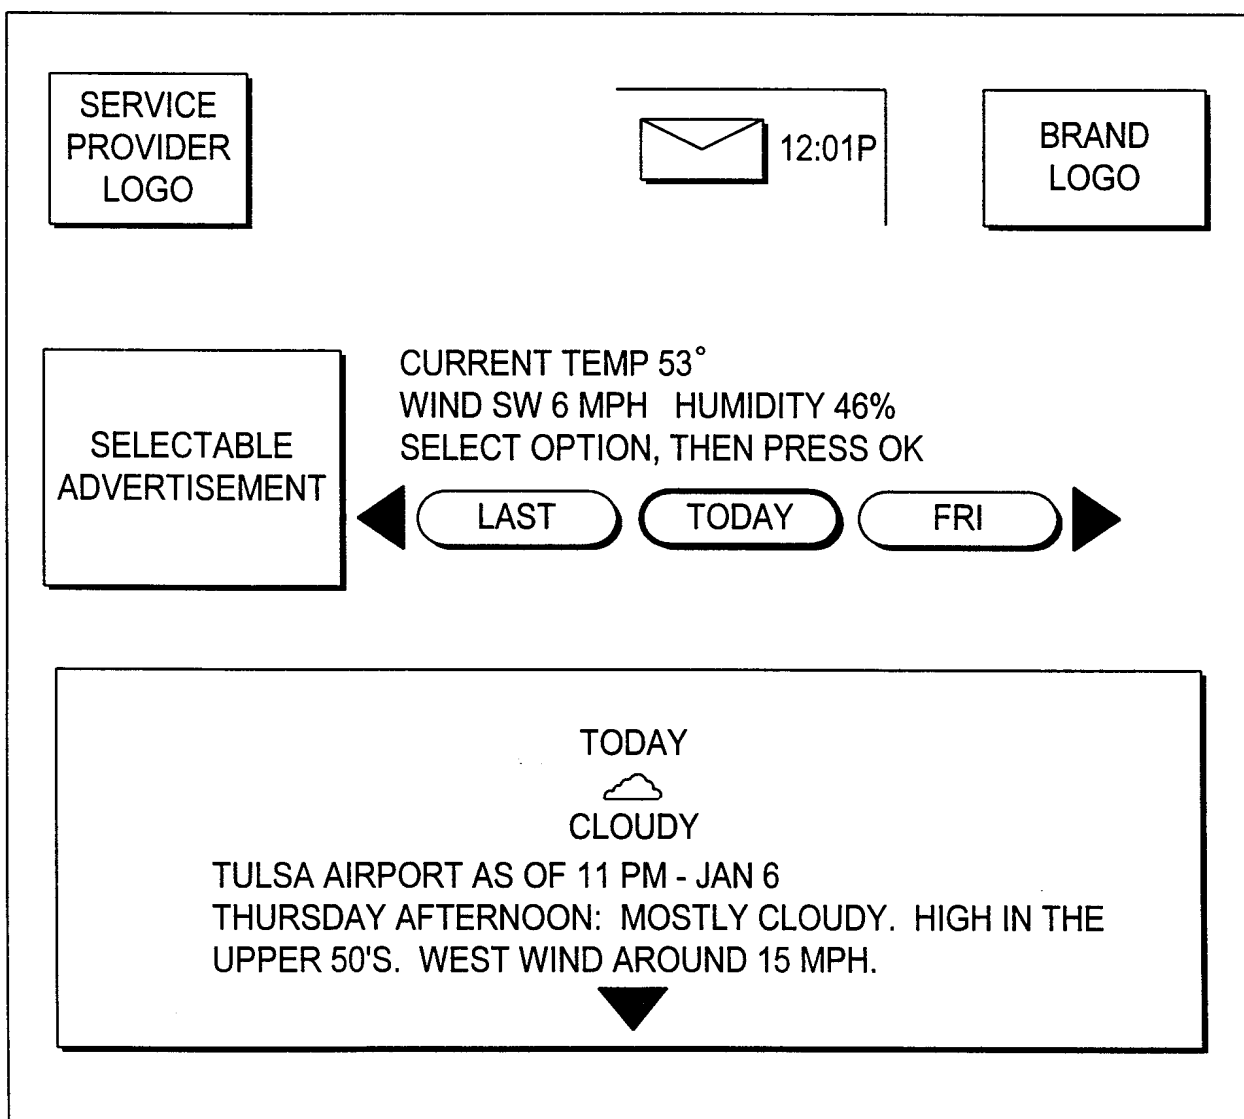 SERVICE
PROVIDER
LOGO
12:01P
BRAND
LOGO
SELECTABLE
ADVERTISEMENT
CURRENT TEMP 53°
WIND SW 6 MPH HUMIDITY 46%
SELECT OPTION, THEN PRESS OK
LAST
TODAY
FRI
TODAY
CLOUDY
TULSA AIRPORT AS OF 11 PM - JAN 6
THURSDAY AFTERNOON: MOSTLY CLOUDY. HIGH IN THE
UPPER 50'S. WEST WIND AROUND 15 MPH.